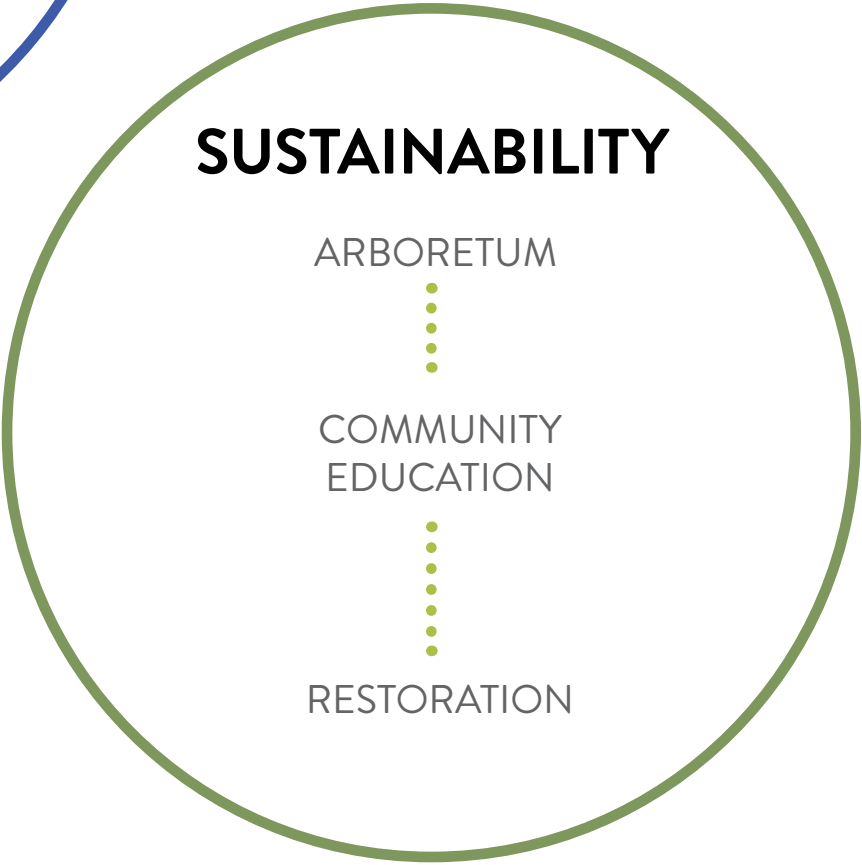 SUSTAINABILITY
ARBORETUM
COMMUNITY
EDUCATION
RESTORATION